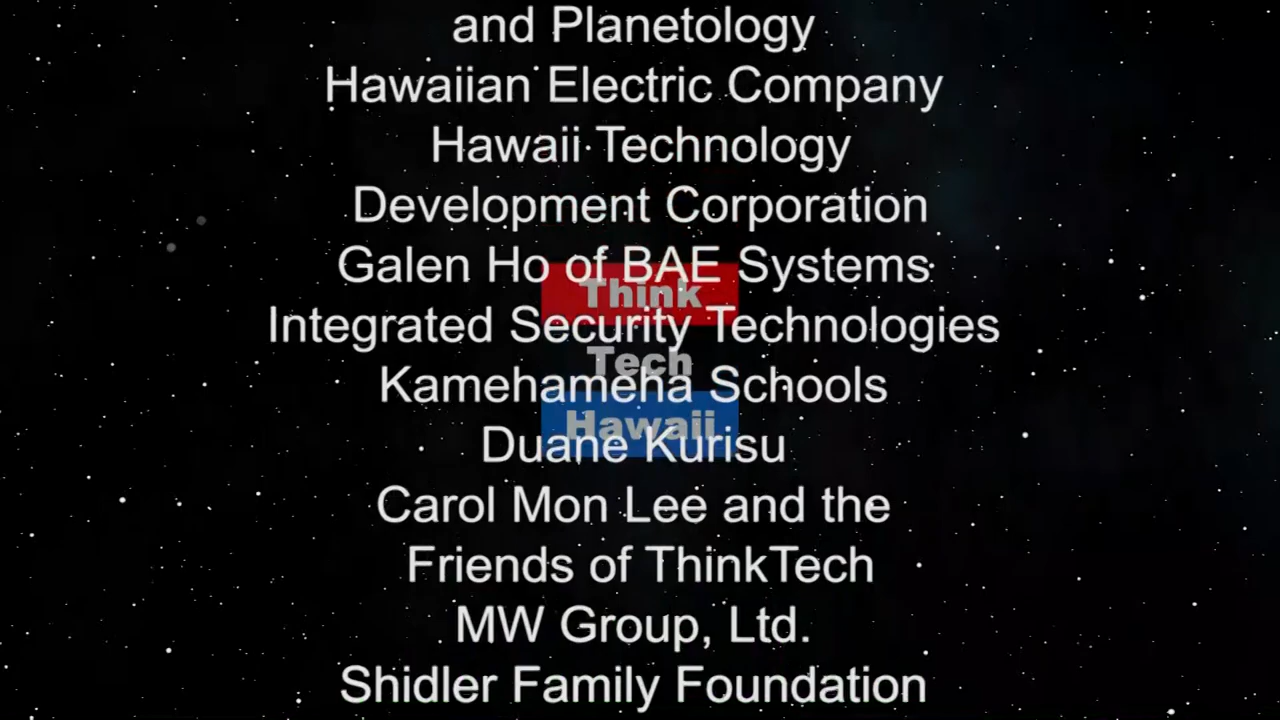 and Planetology
Hawaiian Electric Company
Hawaii Technology
Development Corporation
Galen Ho of BAE Systems
Think
Integrated Security Technologies
Tech
Kamehameha Schools
Hawaii
Duane Kurisu
Carol Mon Lee and the
Friends of ThinkTech
MW Group, Ltd.
Shidler Family Foundation